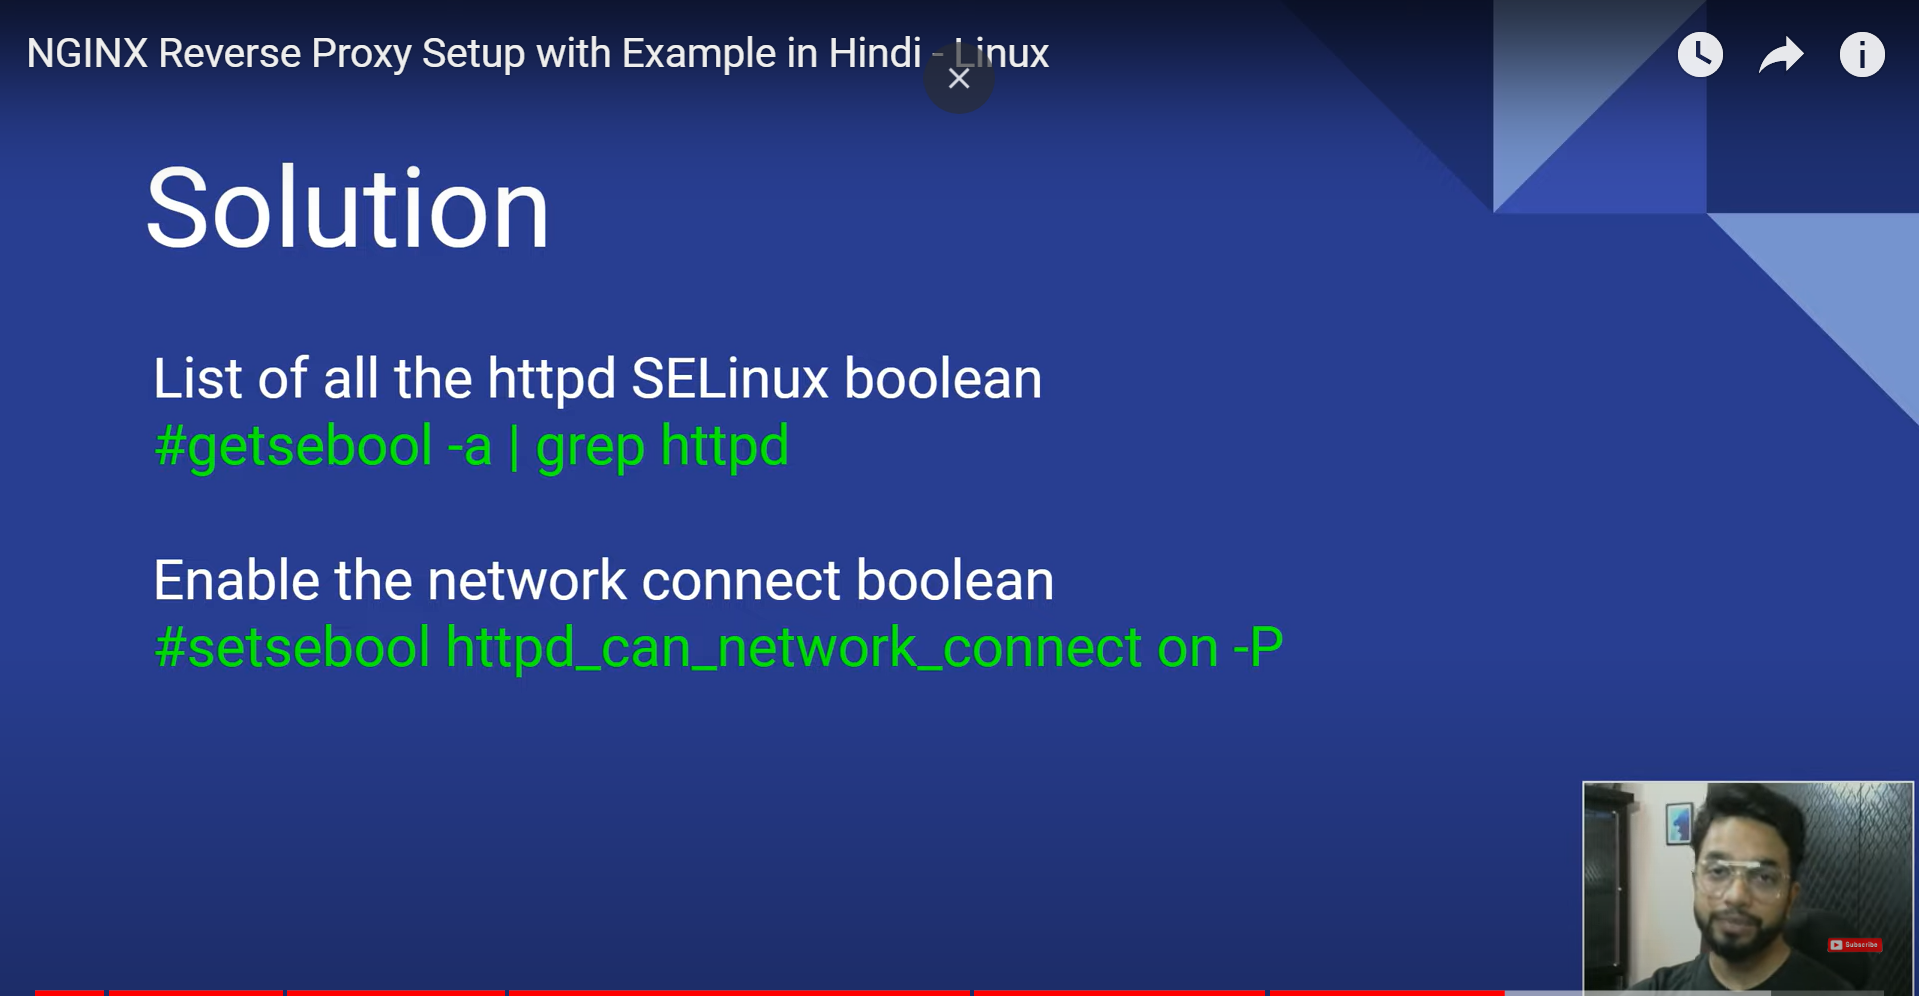 NGINX Reverse Proxy Setup with Example in Hindi - Linux
Solution
List of all the httpd SELinux boolean
#getsebool -a | grep httpd
Enable the network connect boolean
#setsebool httpd_can_network_connect on -P
Subscribe